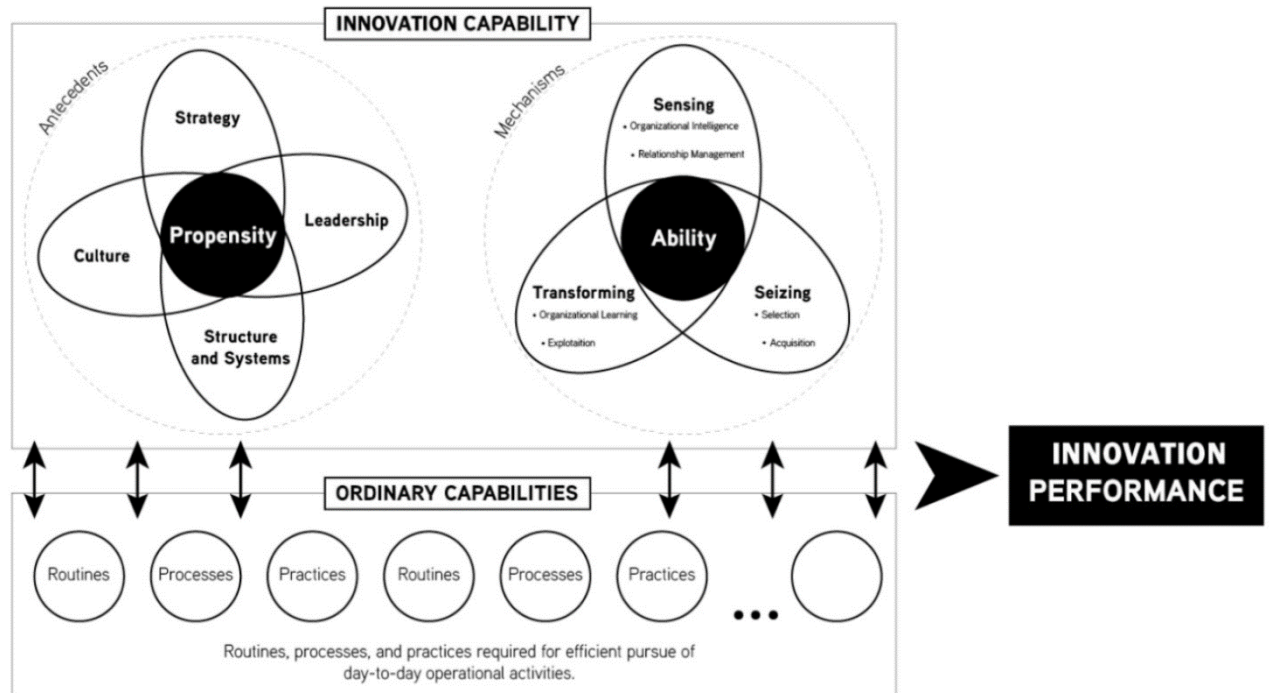 INNOVATION CAPABILITY
Antecedents
Strategy
Leadership
Propensity
Culture
Structure
and Systems
Mechanisms
Sensing
• Organizational Intelligence
• Relationship Management
Ability
Transforming
• Organizational Learning
• Explotaition
Seizing
• Selection
• Acquisition
INNOVATION
PERFORMANCE
ORDINARY CAPABILITIES
Routines
Processes
Practices
Routines
Processes
Practices
...
Routines, processes, and practices required for efficient pursue of
day-to-day operational activities.